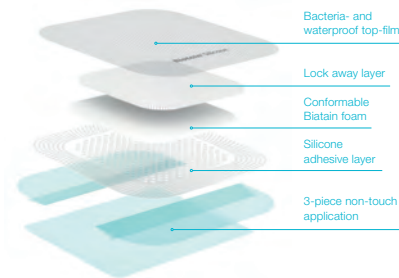 Bacteria- and
waterproof top-film
Lock away layer
Conformable
Biatain foam
Silicone
adhesive layer
3-piece non-touch
application